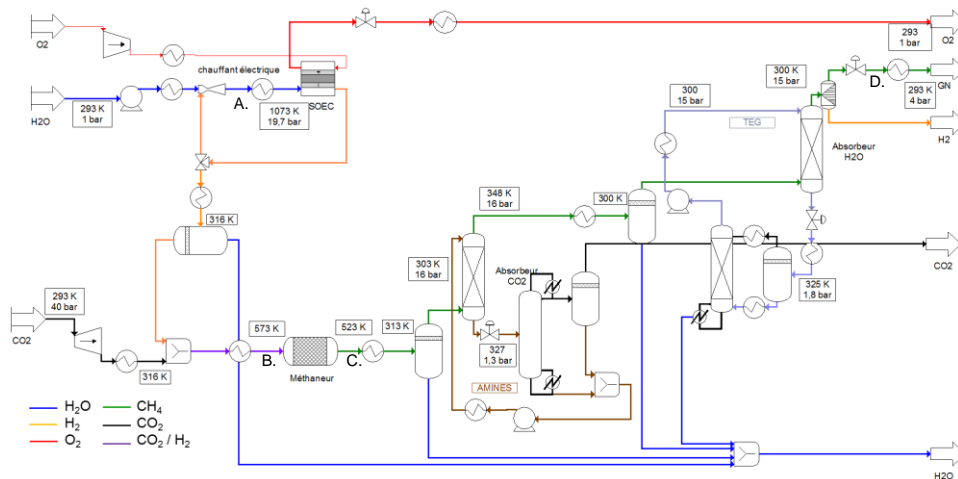 O2
chauffant électrique
A.
293 K
1 bar
H2O
1073 K
19,7 bar
SOEC
316 K
293 K
40 bar
CO2
316 K
573 K
B.
Méthaneur
523 K
C.
313 K
303 K
16 bar
348 K
16 bar
Absorbeur
CO2
327
1,3 bar
AMINES
300 K
300
15 bar
TEG
300 K
15 bar
Absorbeur
H2O
D.
293
1 bar
O2
GN
293 K
4 bar
H2
CO2
325 K
1,8 bar
H2O
H₂O
H₂
O₂
CH₄
CO₂
CO₂ / H₂